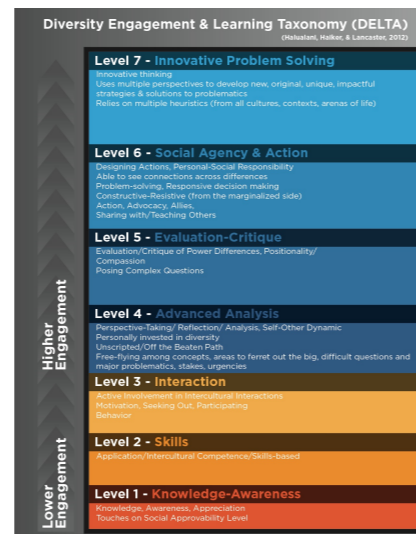 Diversity Engagement & Learning Taxonomy (DELTA)
(Halualani, Haiker, & Lancaster, 2012)
Level 7 - Innovative Problem Solving
Innovative thinking
Uses multiple perspectives to develop new, original, unique, impactful
strategies & solutions to problematics
Relies on multiple heuristics (from all cultures, contexts, arenas of life)
Level 6 - Social Agency & Action
Designing Actions, Personal-Social Responsibility
Able to see connections across differences
Problem-solving, Responsive decision making
Constructive-Resistive (from the marginalized side)
Action, Advocacy, Allies,
Sharing with/Teaching Others
Level 5 - Evaluation-Critique
Evaluation/Critique of Power Differences, Positionality/
Compassion
Posing Complex Questions
Level 4 - Advanced Analysis
Perspective-Taking/ Reflection/ Analysis, Self-Other Dynamic
Personally invested in diversity
Unscripted/Off the Beaten Path
Free-flying among concepts, areas to ferret out the big, difficult questions and
major problematics, stakes, urgencies
Level 3 - Interaction
Active Involvement in Intercultural Interactions
Motivation, Seeking Out, Participating
Behavior
Level 2 - Skills
Application/Intercultural Competence/Skills-based
Level 1 - Knowledge-Awareness
Knowledge, Awareness, Appreciation
Touches on Social Approvability Level
Higher
Engagement
Lower
Engagement